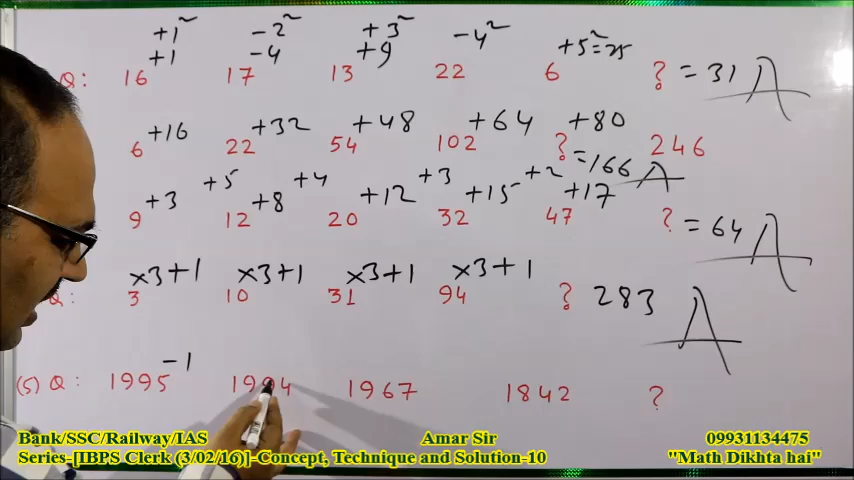 +1² -2² +3² -4² +5²=25
+1 -4 +9
Q: 16 17 13 22 6 ? = 31
+16 +32 +48 +64 +80
6 22 54 102 ? 246
=166
+5 +4 +3 +2
+3 +8 +12 +15 +17
9 12 20 32 47 ? = 64
×3+1 ×3+1 ×3+1 ×3+1
Q: 3 10 31 94 ? 283
-1
(5) Q: 1995 1994 1967 1842 ?
Bank/SSC/Railway/IAS Amar Sir 09931134475
Series-[IBPS Clerk (3/02/16)]-Concept, Technique and Solution-10 "Math Dikhta hai"